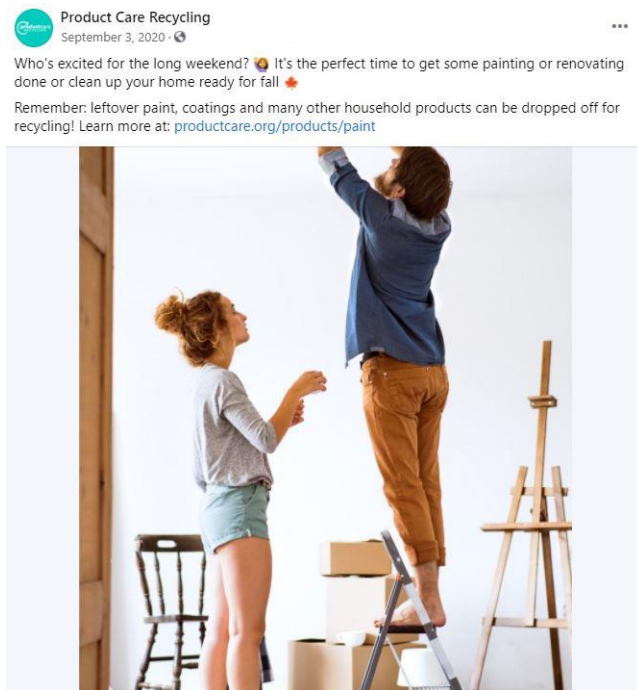 Product Care Recycling
September 3, 2020 ·
Who's excited for the long weekend? 🙋 It's the perfect time to get some painting or renovating
done or clean up your home ready for fall 🍁
Remember: leftover paint, coatings and many other household products can be dropped off for
recycling! Learn more at: productcare.org/products/paint